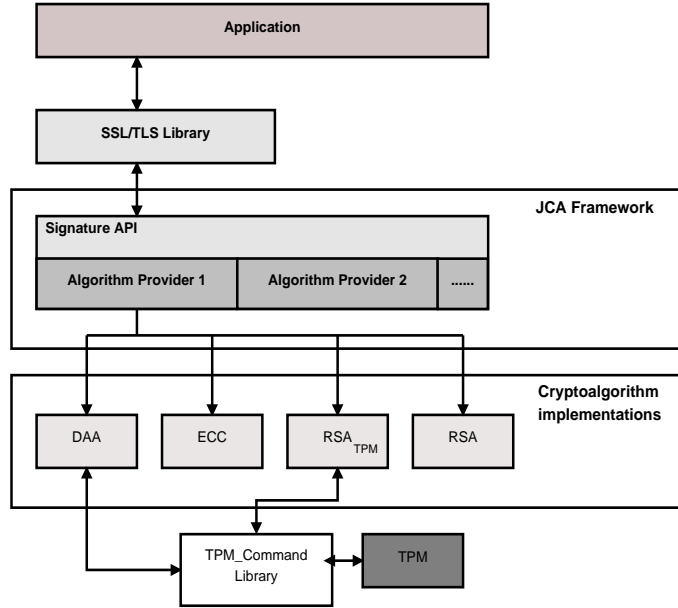 Application
SSL/TLS Library
JCA Framework
Signature API
Algorithm Provider 1
Algorithm Provider 2
......
Cryptoalgorithm
implementations
DAA
ECC
RSA TPM
RSA
TPM_Command
Library
TPM